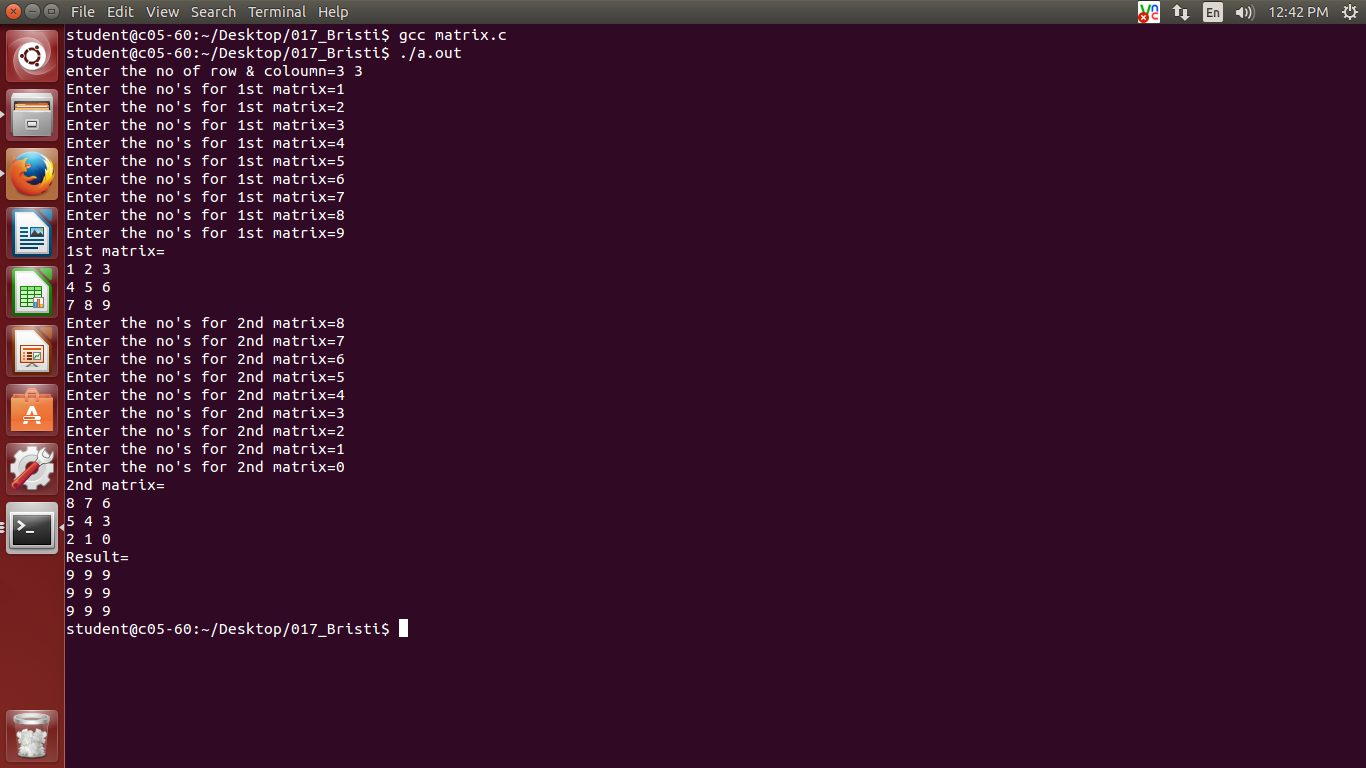 File Edit View Search Terminal Help En 12:42 PM
student@c05-60:~/Desktop/017_Bristi$ gcc matrix.c
student@c05-60:~/Desktop/017_Bristi$ ./a.out
enter the no of row & coloumn=3 3
Enter the no's for 1st matrix=1
Enter the no's for 1st matrix=2
Enter the no's for 1st matrix=3
Enter the no's for 1st matrix=4
Enter the no's for 1st matrix=5
Enter the no's for 1st matrix=6
Enter the no's for 1st matrix=7
Enter the no's for 1st matrix=8
Enter the no's for 1st matrix=9
1st matrix=
1 2 3
4 5 6
7 8 9
Enter the no's for 2nd matrix=8
Enter the no's for 2nd matrix=7
Enter the no's for 2nd matrix=6
Enter the no's for 2nd matrix=5
Enter the no's for 2nd matrix=4
Enter the no's for 2nd matrix=3
Enter the no's for 2nd matrix=2
Enter the no's for 2nd matrix=1
Enter the no's for 2nd matrix=0
2nd matrix=
8 7 6
5 4 3
2 1 0
Result=
9 9 9
9 9 9
9 9 9
student@c05-60:~/Desktop/017_Bristi$